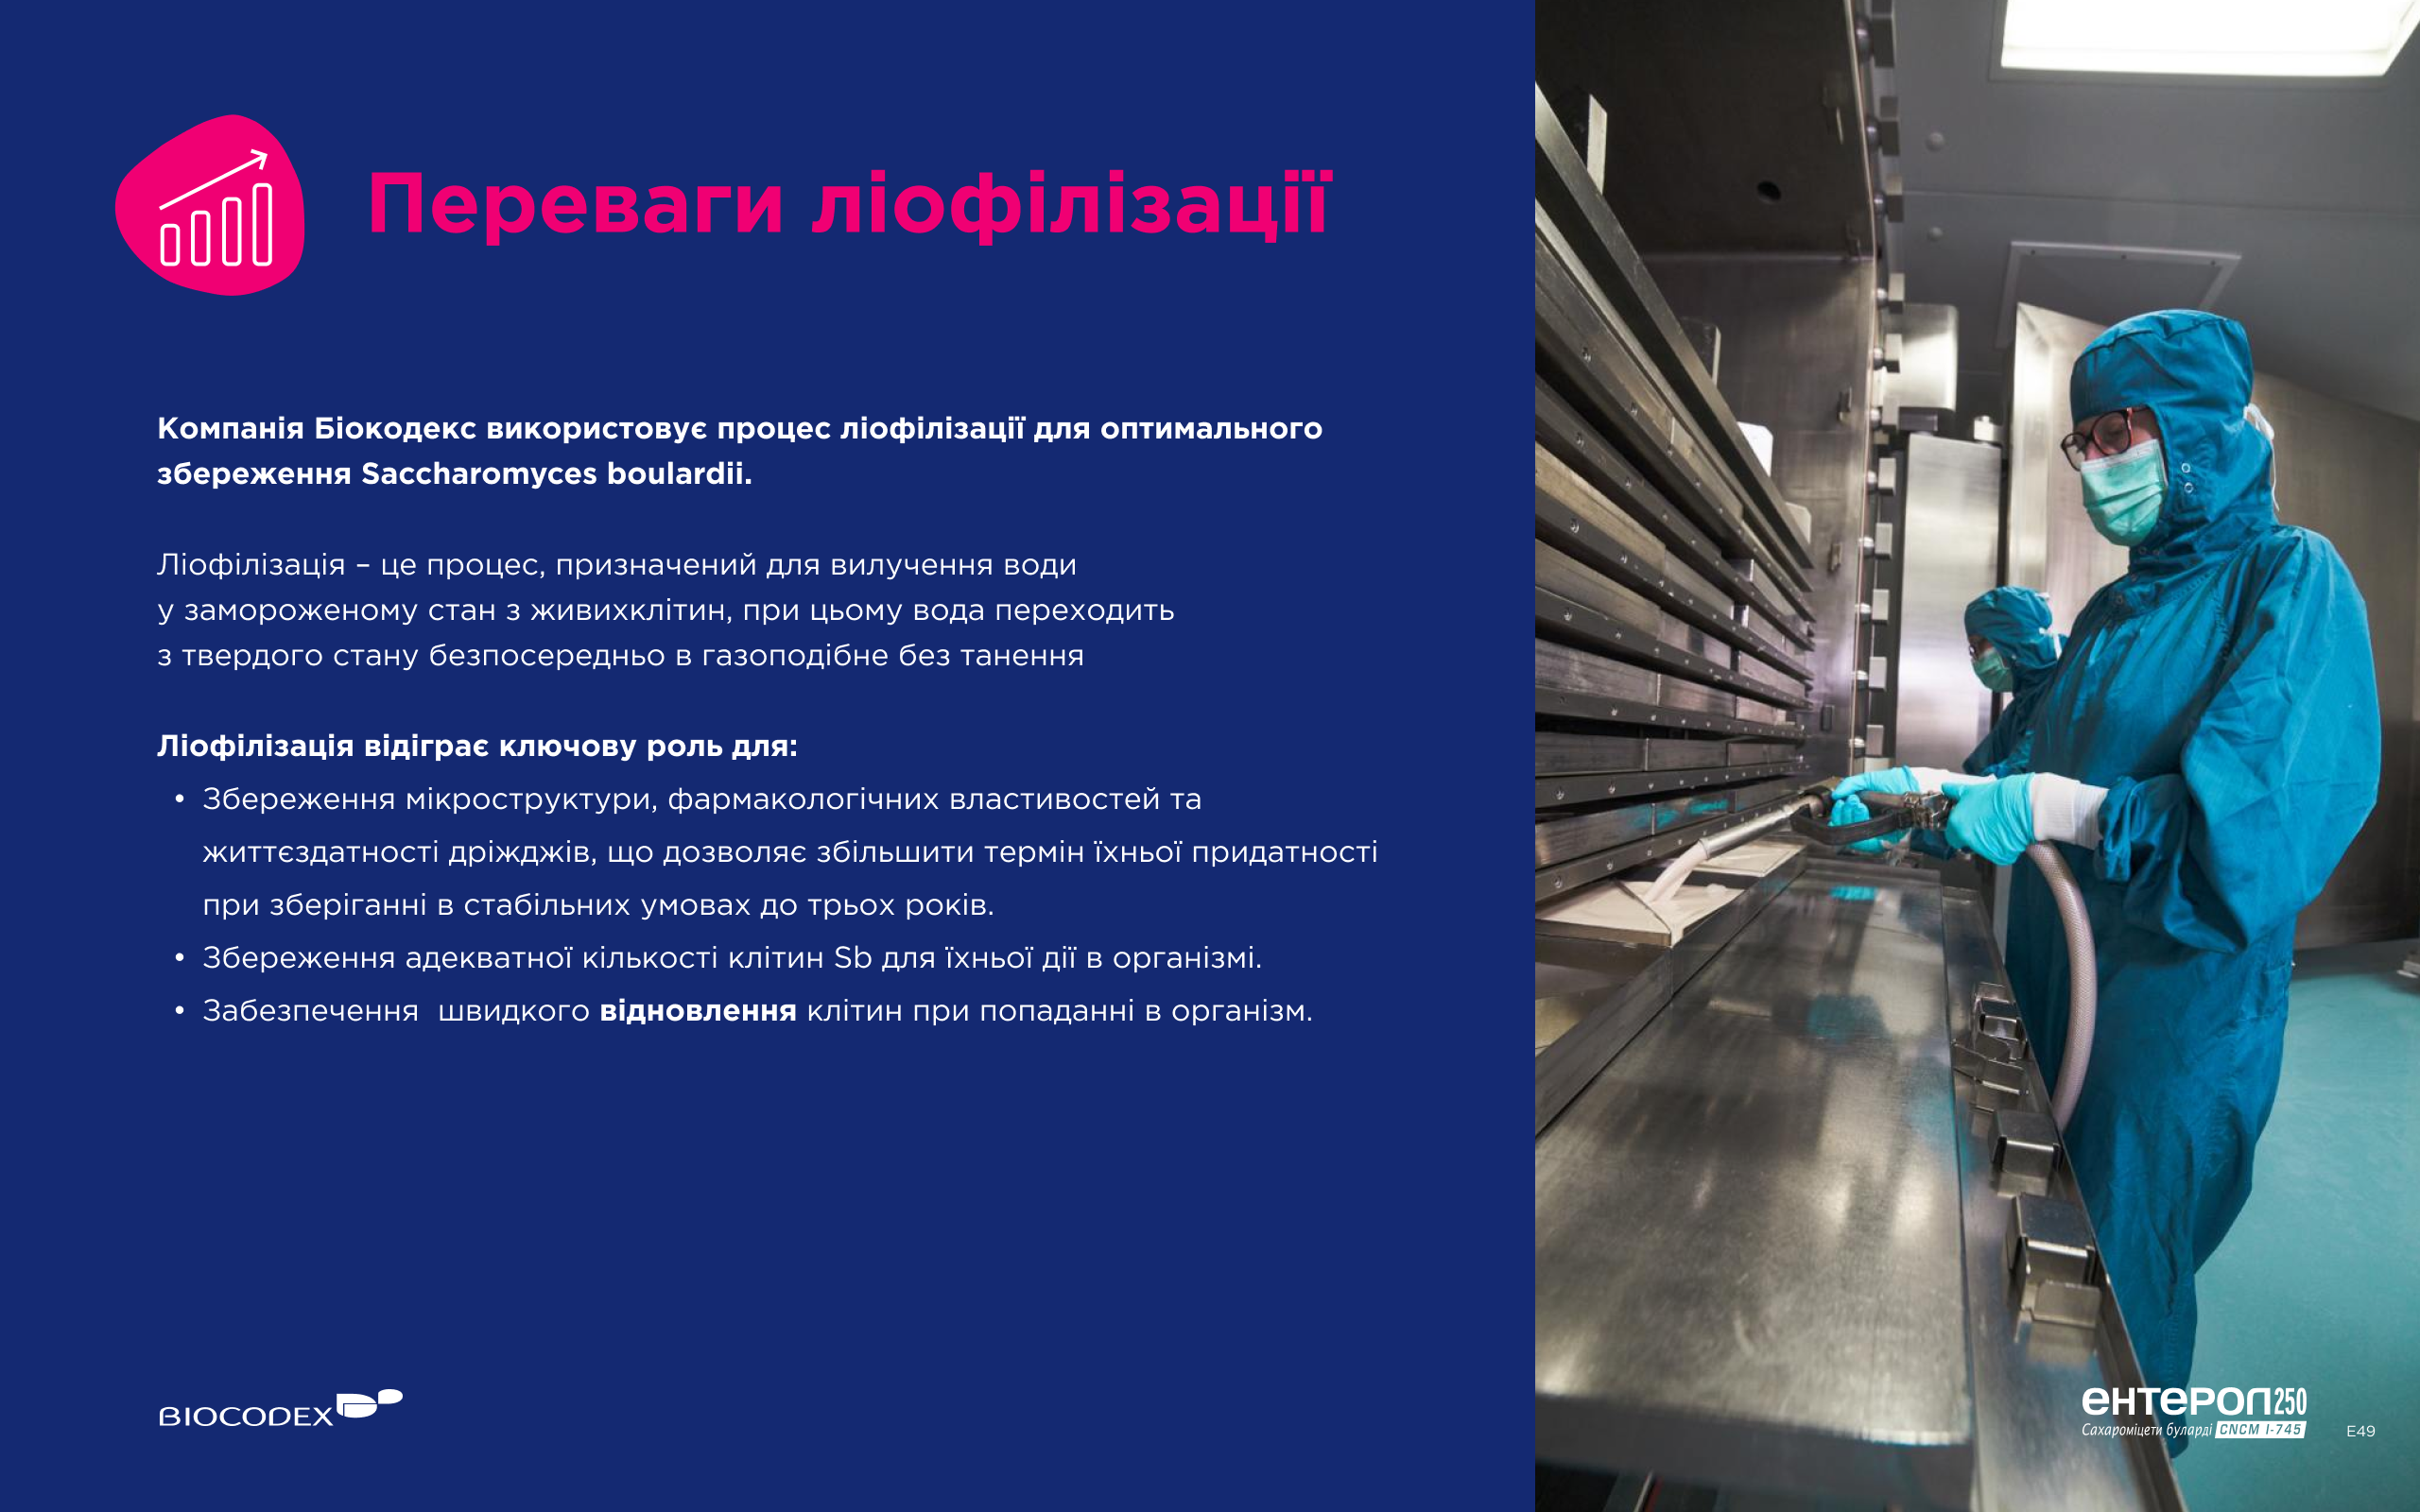 Переваги ліофілізації
Компанія Біокодекс використовує процес ліофілізації для оптимального
збереження Saccharomyces boulardii.
Ліофілізація – це процес, призначений для вилучення води
у замороженому стан з живихклітин, при цьому вода переходить
з твердого стану безпосередньо в газоподібне без танення
Ліофілізація відіграє ключову роль для:
• Збереження мікроструктури, фармакологічних властивостей та
життєздатності дріжджів, що дозволяє збільшити термін їхньої придатності
при зберіганні в стабільних умовах до трьох років.
• Збереження адекватної кількості клітин Sb для їхньої дії в організмі.
• Забезпечення  швидкого відновлення клітин при попаданні в організм.
BIOCODEX
ентерол 250
Сахароміцети буларді CNCM I-745
E49